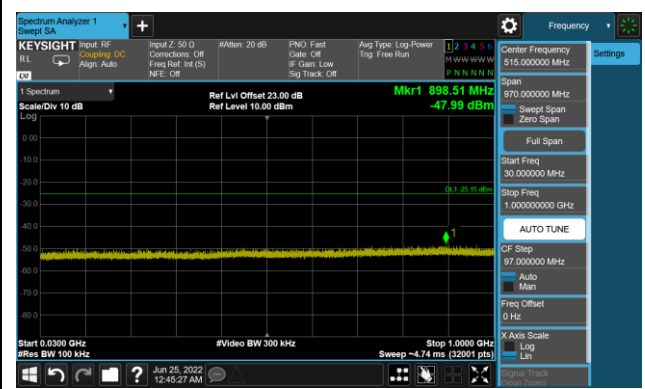 Spectrum Analyzer 1
Swept SA
Frequency
KEYSIGHT
RL
LXI
Input: RF
Coupling: DC
Align: Auto
Input Z: 50 Ω
Corrections: Off
Freq Ref: Int (S)
NFE: Off
#Atten: 20 dB
PNO: Fast
Gate: Off
IF Gain: Low
Sig Track: Off
Avg Type: Log-Power
Trig: Free Run
1 2 3 4 5 6
M W W W W W
P N N N N N
1 Spectrum
Scale/Div 10 dB
Log
Ref Lvl Offset 23.00 dB
Ref Level 10.00 dBm
Mkr1 898.51 MHz
-47.99 dBm
0.00
-10.0
-20.0
-30.0
-40.0
-50.0
-60.0
-70.0
-80.0
DL1 -25.15 dBm
1
Start 0.0300 GHz
#Res BW 100 kHz
#Video BW 300 kHz
Stop 1.0000 GHz
Sweep ~4.74 ms (32001 pts)
Jun 25, 2022
12:45:27 AM
Center Frequency
515.000000 MHz
Settings
Span
970.000000 MHz
Swept Span
Zero Span
Full Span
Start Freq
30.000000 MHz
Stop Freq
1.000000000 GHz
AUTO TUNE
CF Step
97.000000 MHz
Auto
Man
Freq Offset
0 Hz
X Axis Scale
Log
Lin
Signal Track
(Span Zoom)